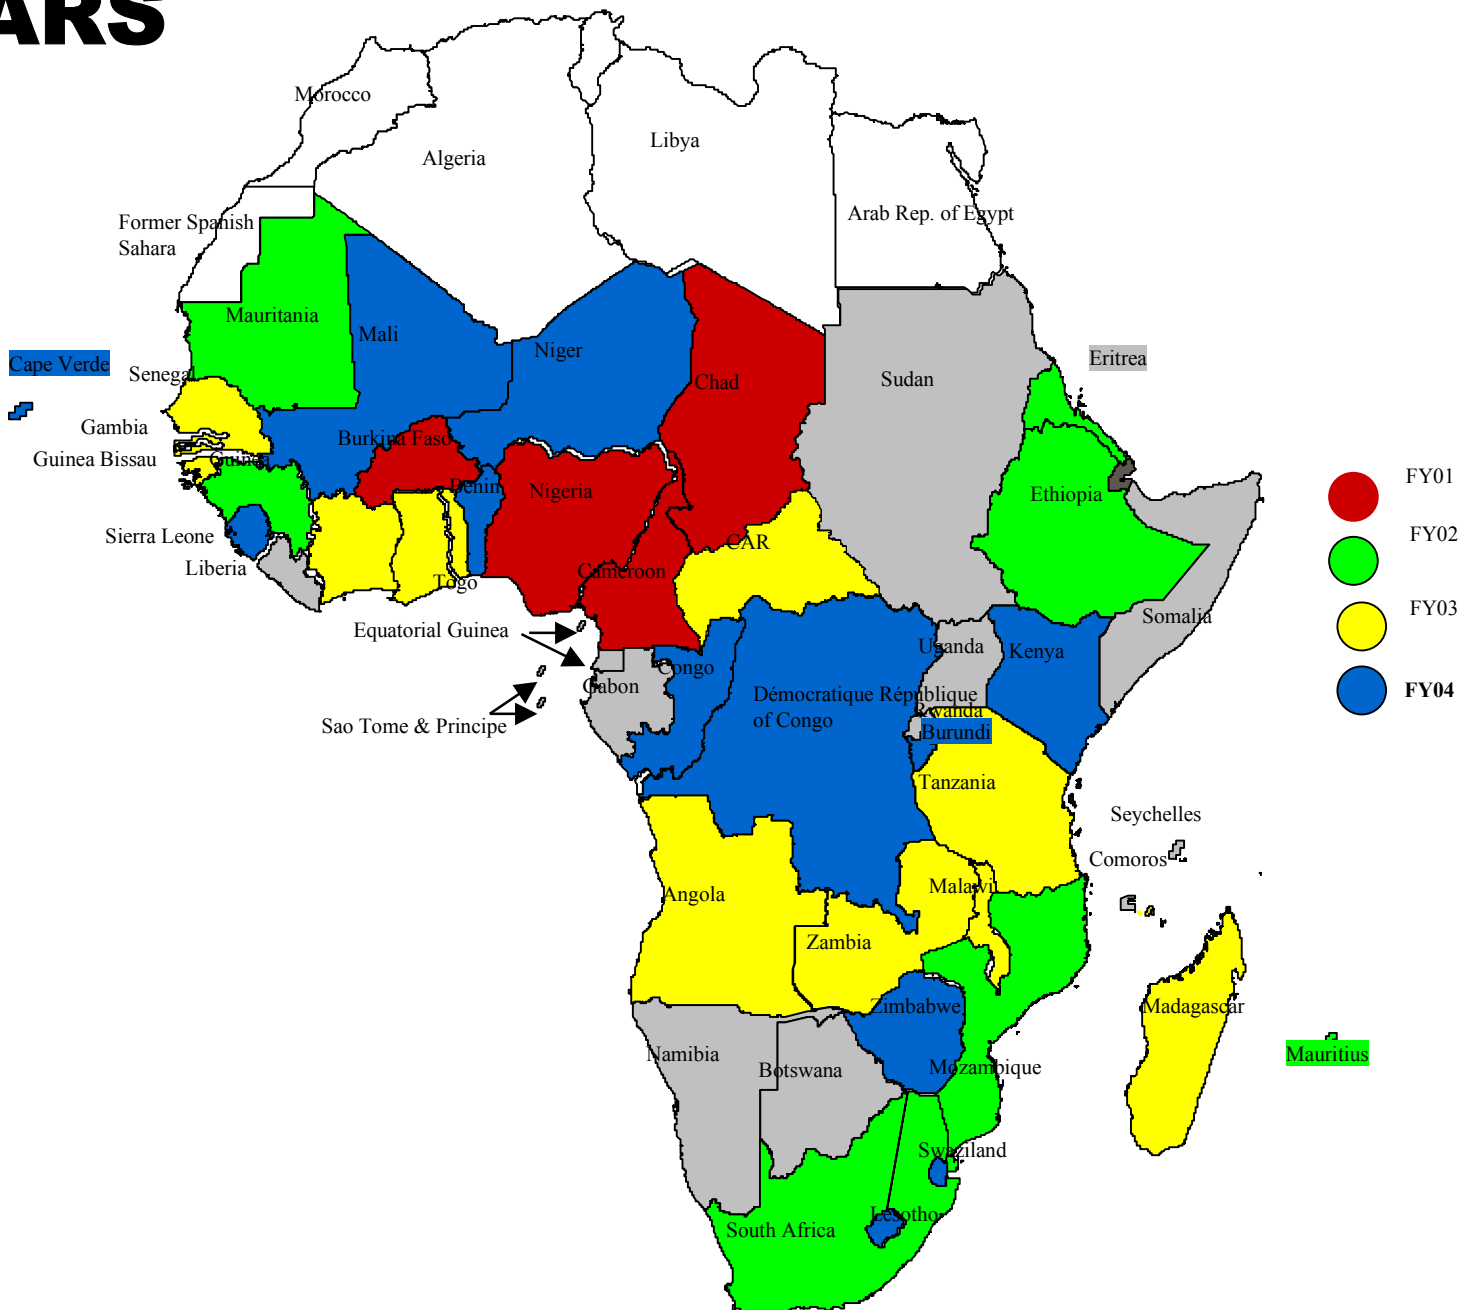 ARS
Morocco
Algeria
Libya
Arab Rep. of Egypt
Former Spanish
Sahara
Mauritania
Mali
Niger
Chad
Sudan
Eritrea
Cape Verde
Senegal
Gambia
Guinea Bissau
Guinea
Burkina Faso
Benin
Nigeria
Ethiopia
Sierra Leone
Liberia
Togo
Cameroon
CAR
Somalia
Equatorial Guinea
Uganda
Kenya
Congo
Gabon
Démocratique République
of Congo
Rwanda
Burundi
Sao Tome & Principe
Tanzania
Seychelles
Comoros
Angola
Malawi
Zambia
Zimbabwe
Madagascar
Mauritius
Namibia
Botswana
Mozambique
Swaziland
Lesotho
South Africa
FY01
FY02
FY03
FY04